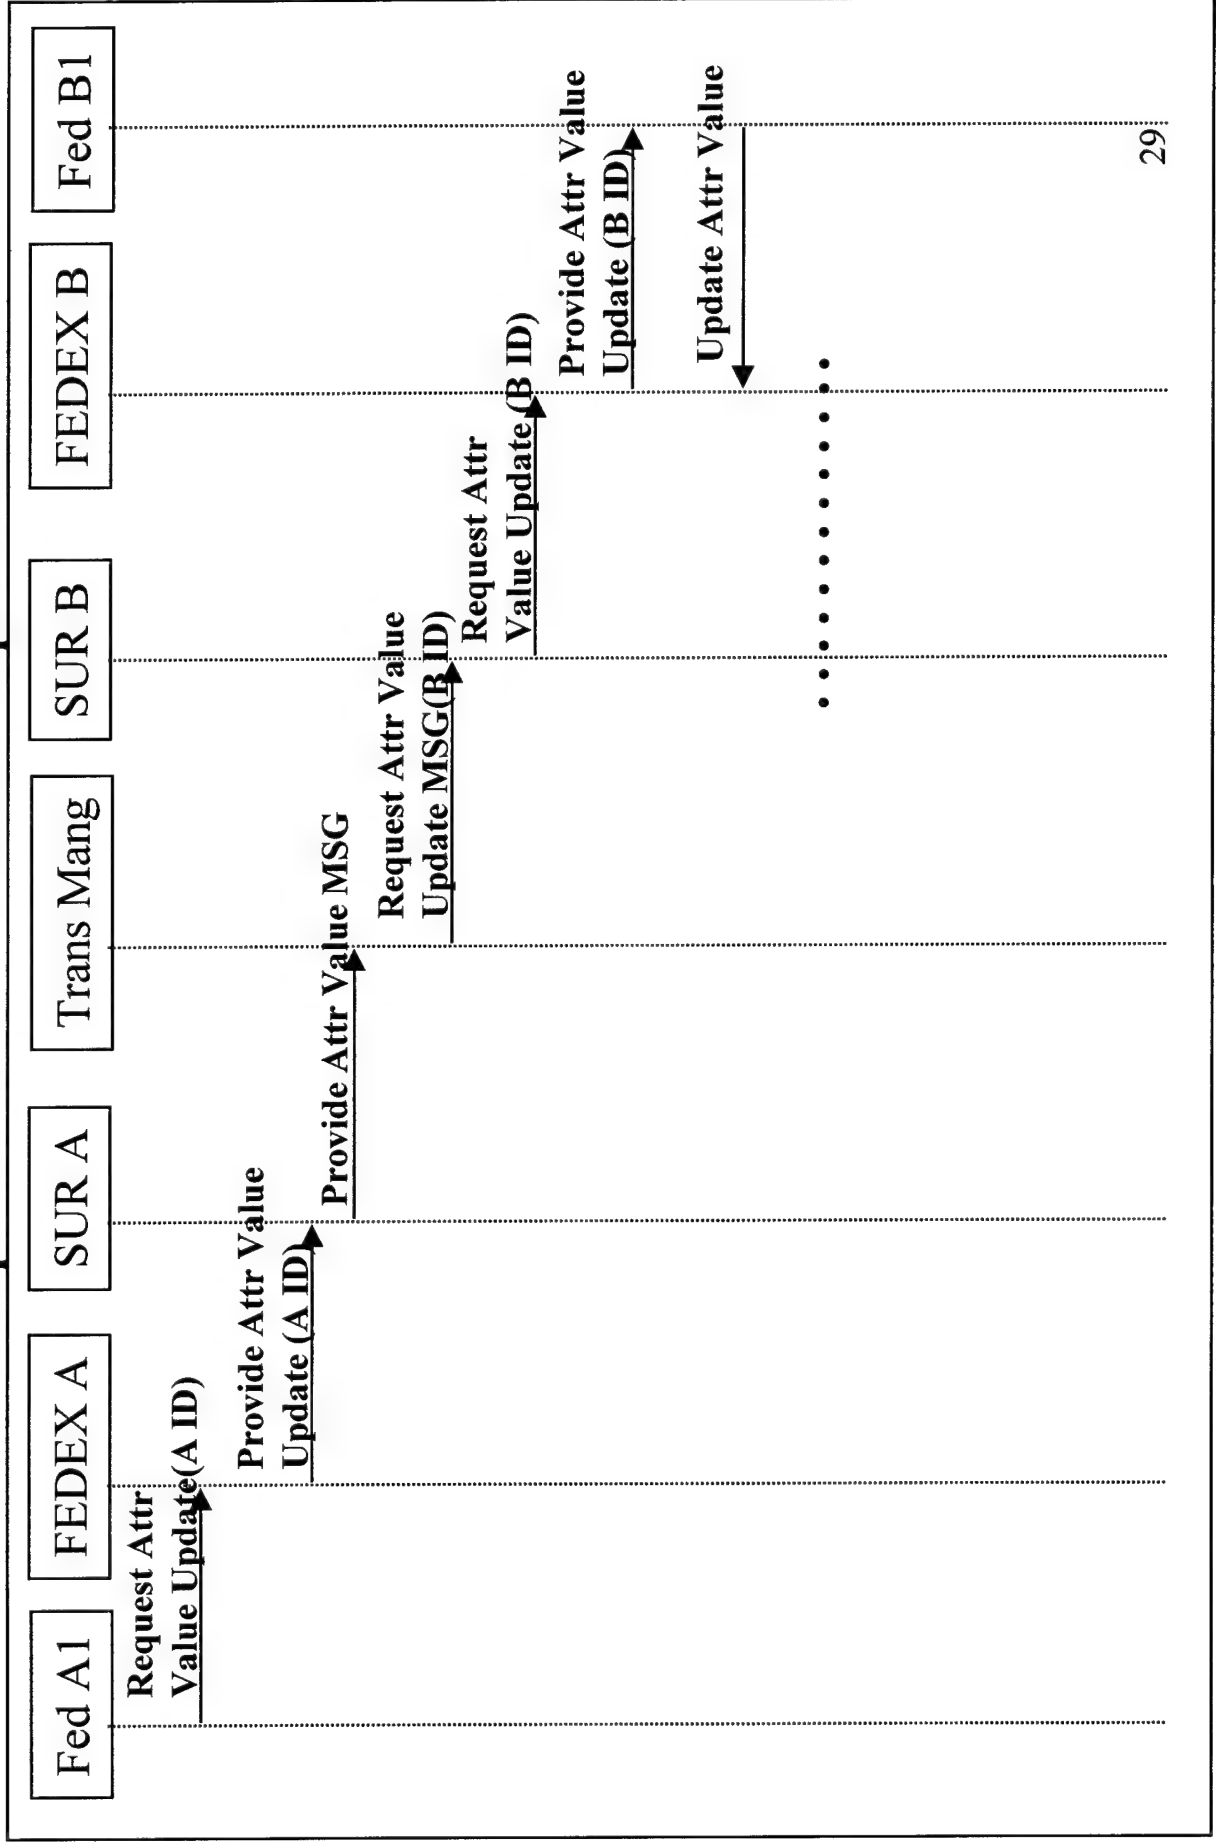 Fed A1
FEDEX A
SUR A
Trans Mang
SUR B
FEDEX B
Fed B1
Request Attr
Value Update(A ID)
Provide Attr Value
Update (A ID)
Provide Attr Value MSG
Request Attr Value
Update MSG(B ID)
Request Attr
Value Update (B ID)
Provide Attr Value
Update (B ID)
Update Attr Value
29